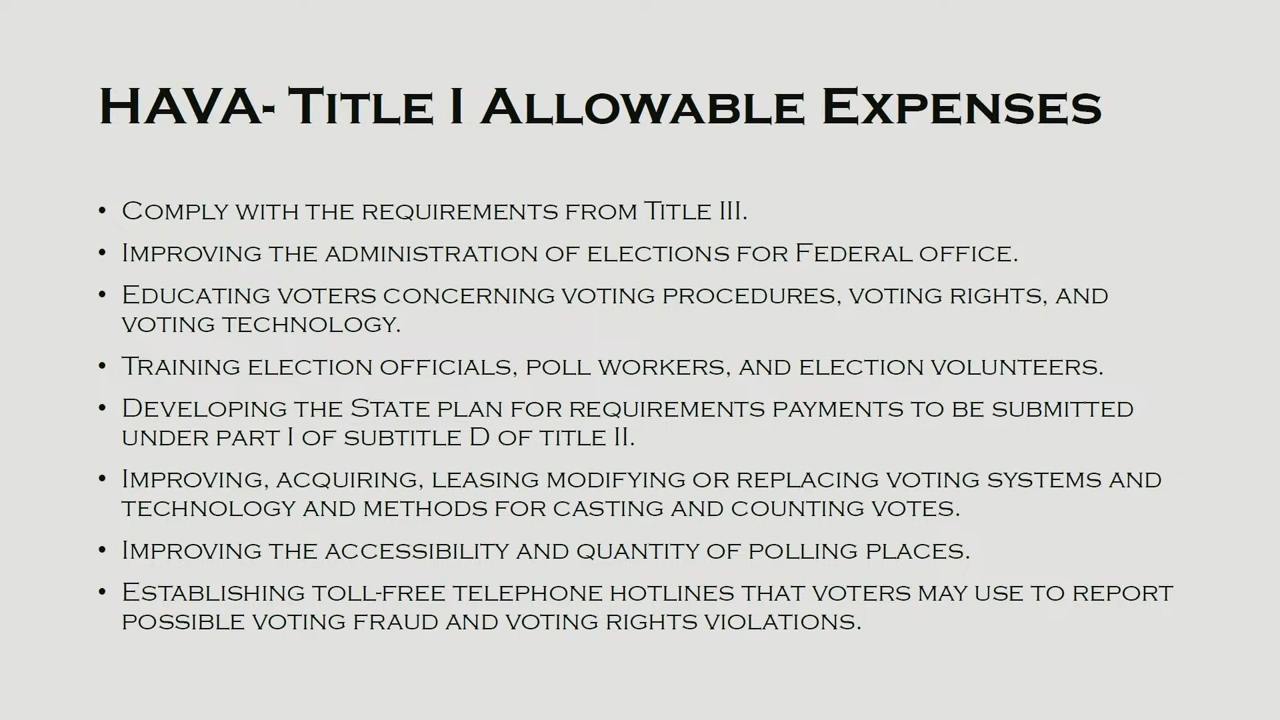 HAVA- Title I Allowable Expenses
• Comply with the requirements from Title III.
• Improving the administration of elections for Federal office.
• Educating voters concerning voting procedures, voting rights, and
voting technology.
• Training election officials, poll workers, and election volunteers.
• Developing the State plan for requirements payments to be submitted
under part I of subtitle D of title II.
• Improving, acquiring, leasing modifying or replacing voting systems and
technology and methods for casting and counting votes.
• Improving the accessibility and quantity of polling places.
• Establishing toll-free telephone hotlines that voters may use to report
possible voting fraud and voting rights violations.